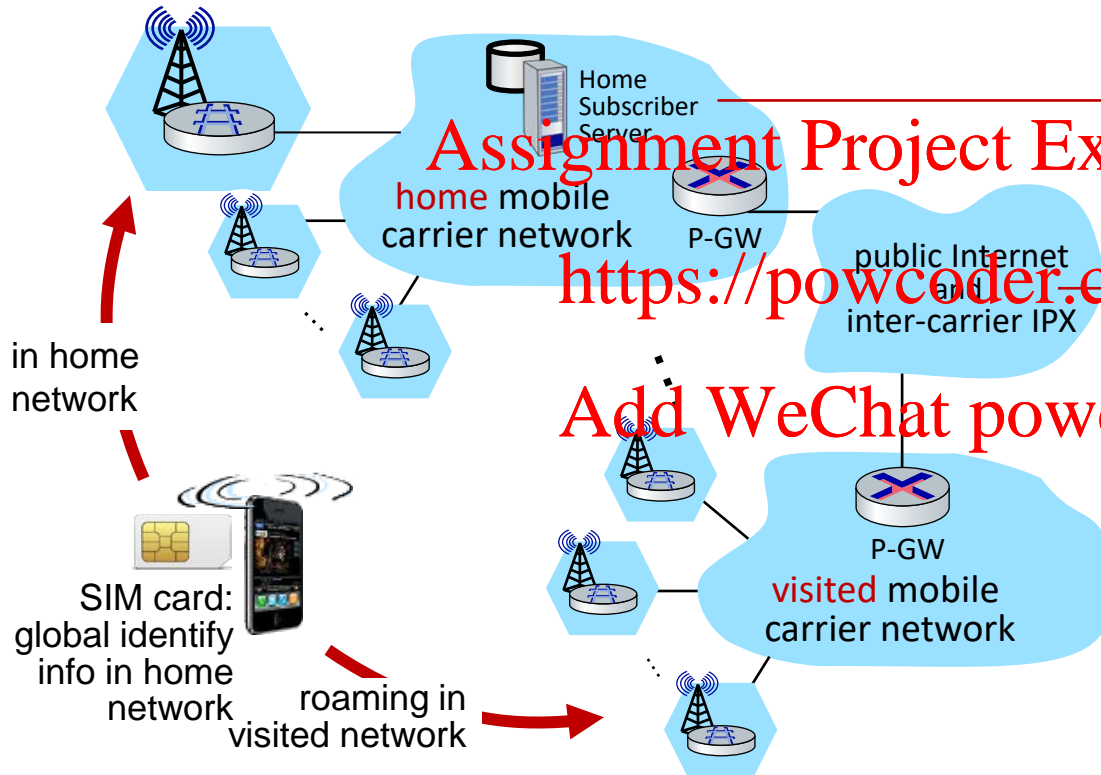 Home
Subscriber
Server
Assignment Project Ex
home mobile
carrier network
P-GW
public Internet
and
inter-carrier IPX
https://powcoder.c
in home
network
Add WeChat powc
P-GW
visited mobile
carrier network
SIM card:
global identify
info in home
network
roaming in
visited network